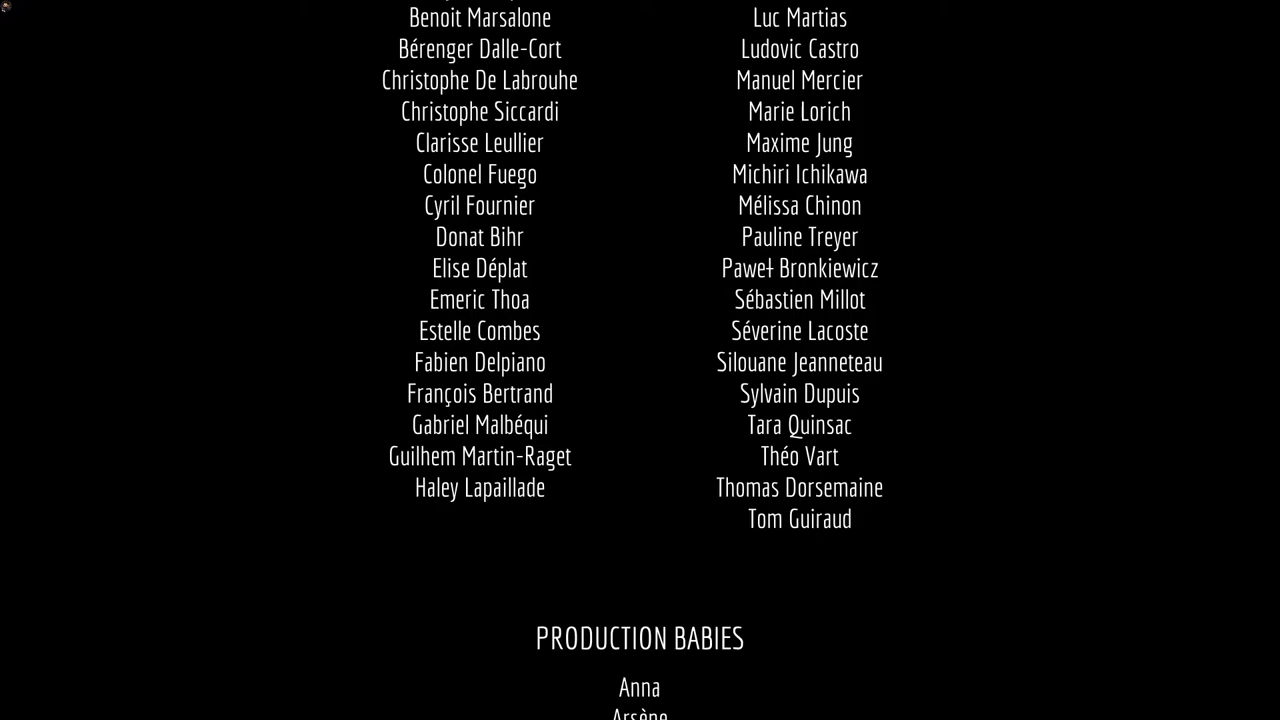 Benoit Marsalone
Bérenger Dalle-Cort
Christophe De Labrouhe
Christophe Siccardi
Clarisse Leullier
Colonel Fuego
Cyril Fournier
Donat Bihr
Elise Déplat
Emeric Thoa
Estelle Combes
Fabien Delpiano
François Bertrand
Gabriel Malbéqui
Guilhem Martin-Raget
Haley Lapaillade
Luc Martias
Ludovic Castro
Manuel Mercier
Marie Lorich
Maxime Jung
Michiri Ichikawa
Mélissa Chinon
Pauline Treyer
Paweł Bronkiewicz
Sébastien Millot
Séverine Lacoste
Silouane Jeanneteau
Sylvain Dupuis
Tara Quinsac
Théo Vart
Thomas Dorsemaine
Tom Guiraud
PRODUCTION BABIES
Anna
Arsène